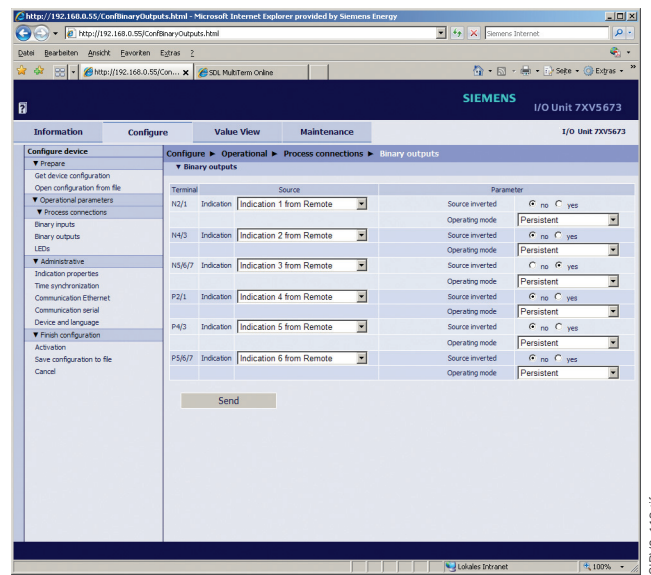 http://192.168.0.55/ConfBinaryOutputs.html - Microsoft Internet Explorer provided by Siemens Energy
http://192.168.0.55/ConfBinaryOutputs.html
Siemens Internet
Datei Bearbeiten Ansicht Favoriten Extras ?
http://192.168.0.55/Con... SDL MultiTerm Online
Seite Extras
SIEMENS
I/O Unit 7XV5673
Information Configure Value View Maintenance I/O Unit 7XV5673
Configure device
▼ Prepare
Get device configuration
Open configuration from file
▼ Operational parameters
▼ Process connections
Binary inputs
Binary outputs
LEDs
▼ Administrative
Indication properties
Time synchronization
Communication Ethernet
Communication serial
Device and language
▼ Finish configuration
Activation
Save configuration to file
Cancel
Configure ► Operational ► Process connections ► Binary outputs
▼ Binary outputs
Terminal Source Parameter
N2/1 Indication Indication 1 from Remote Source inverted no yes
Operating mode Persistent
N4/3 Indication Indication 2 from Remote Source inverted no yes
Operating mode Persistent
N5/6/7 Indication Indication 3 from Remote Source inverted no yes
Operating mode Persistent
P2/1 Indication Indication 4 from Remote Source inverted no yes
Operating mode Persistent
P4/3 Indication Indication 5 from Remote Source inverted no yes
Operating mode Persistent
P5/6/7 Indication Indication 6 from Remote Source inverted no yes
Operating mode Persistent
Send
Lokales Intranet 100%